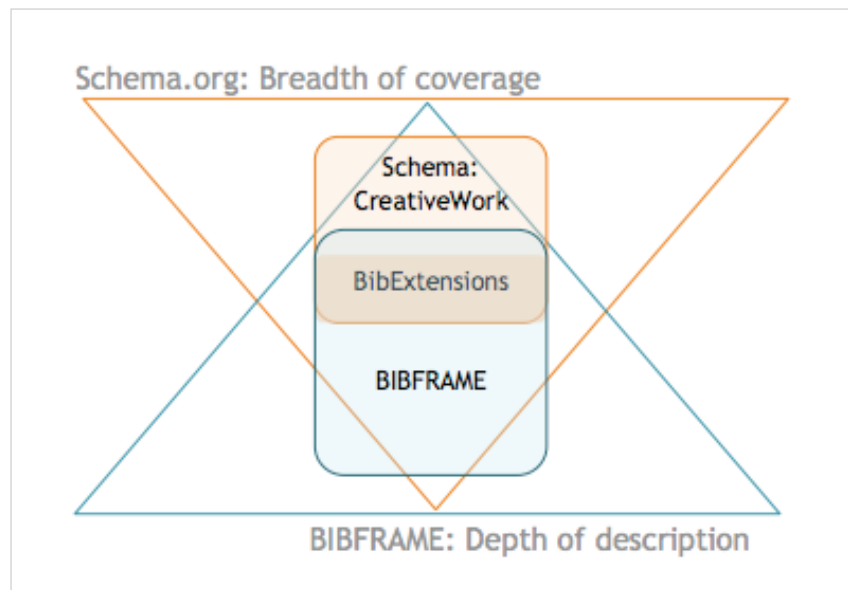 Schema.org: Breadth of coverage
Schema:
CreativeWork
BibExtensions
BIBFRAME
BIBFRAME: Depth of description